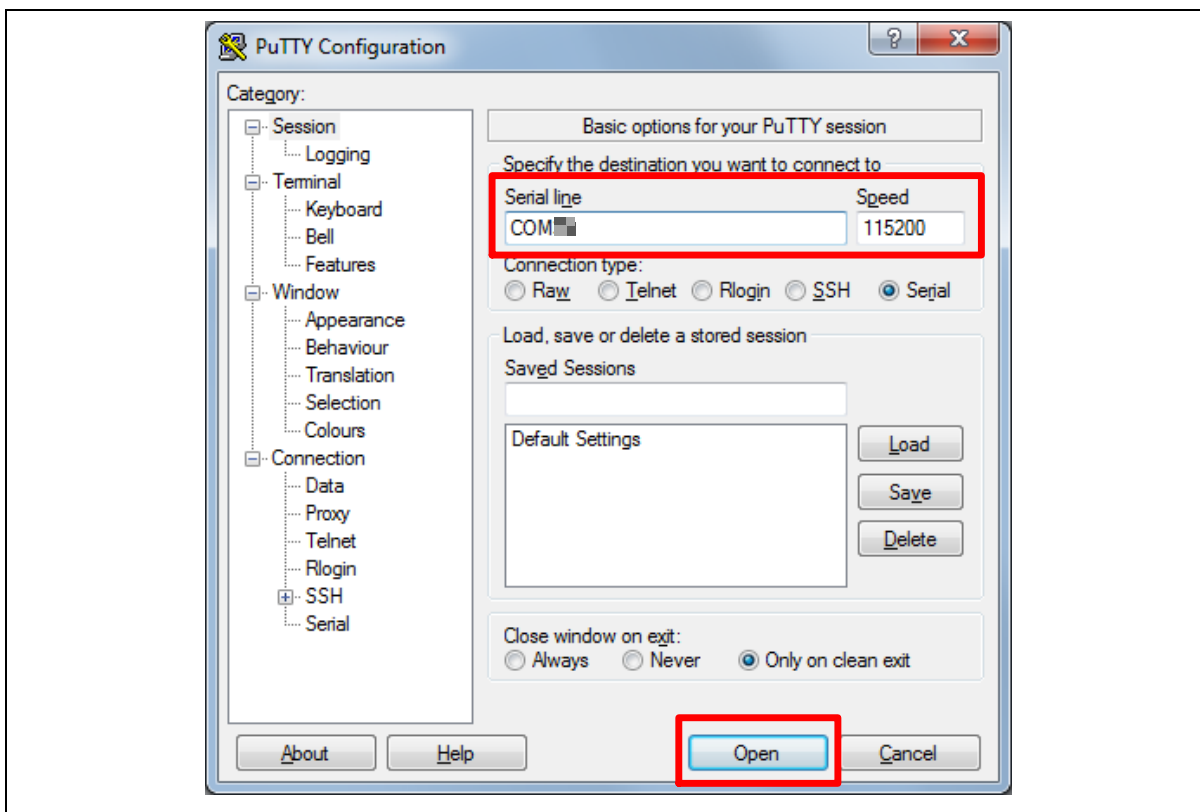 PuTTY Configuration
Category:
Session
Logging
Terminal
Keyboard
Bell
Features
Window
Appearance
Behaviour
Translation
Selection
Colours
Connection
Data
Proxy
Telnet
Rlogin
SSH
Serial
Basic options for your PuTTY session
Specify the destination you want to connect to
Serial line Speed
COM 115200
Connection type:
Raw Telnet Rlogin SSH Serial
Load, save or delete a stored session
Saved Sessions
Default Settings
Load
Save
Delete
Close window on exit:
Always Never Only on clean exit
About Help Open Cancel